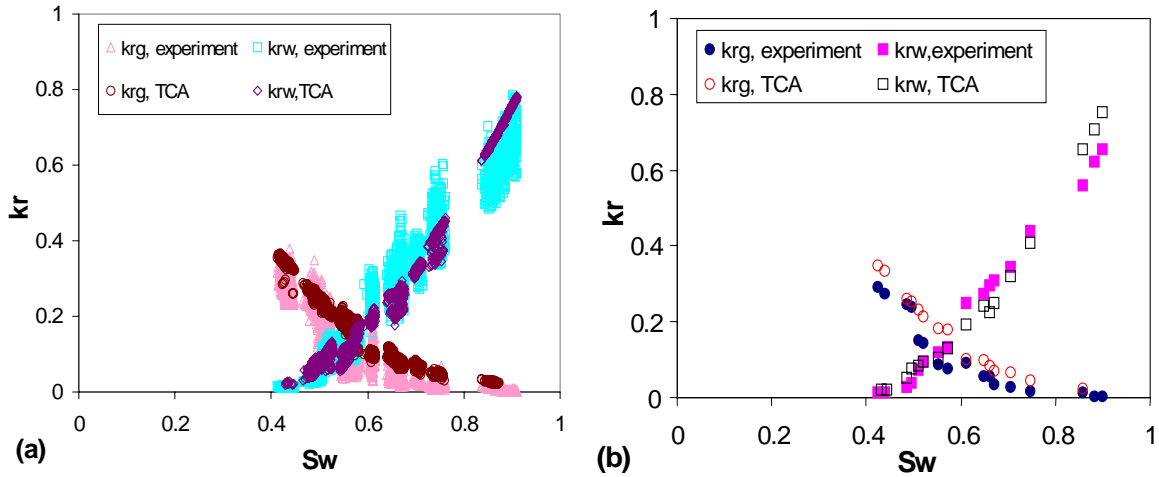 kr
1
0.8
0.6
0.4
0.2
0
krg, experiment
krw, experiment
krg, TCA
krw,TCA
0 0.2 0.4 0.6 0.8 1
Sw
(a)
kr
1
0.8
0.6
0.4
0.2
0
krg, experiment
krw,experiment
krg, TCA
krw, TCA
0 0.2 0.4 0.6 0.8 1
Sw
(b)